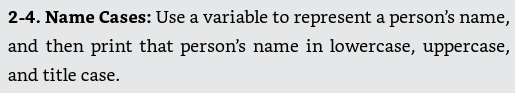 2-4. Name Cases: Use a variable to represent a person’s name,
and then print that person’s name in lowercase, uppercase,
and title case.